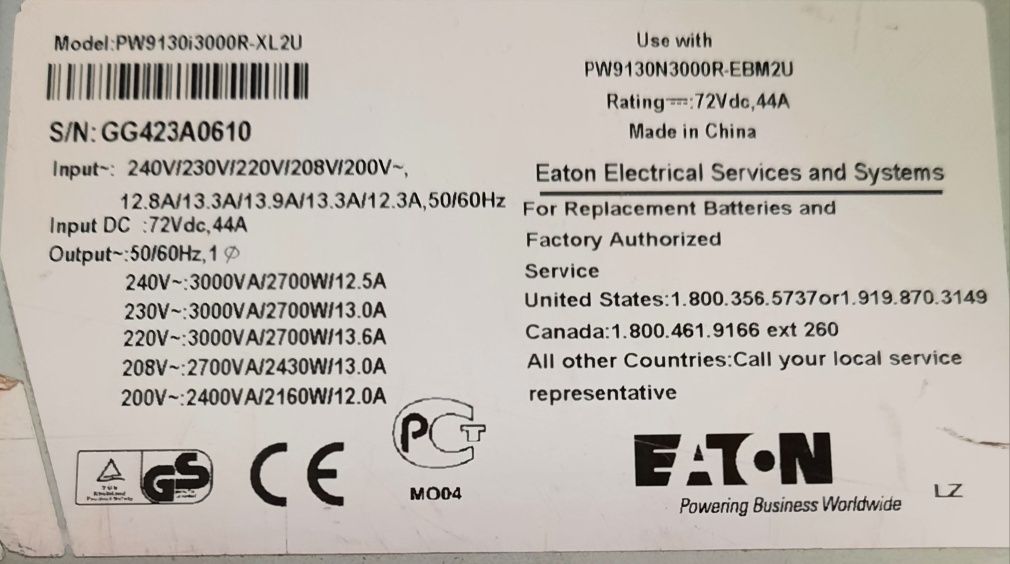 Model:PW9130i3000R-XL2U
S/N: GG423A0610
Input~: 240V/230V/220V/208V/200V~,
12.8A/13.3A/13.9A/13.3A/12.3A,50/60Hz
Input DC :72Vdc,44A
Output~:50/60Hz,1 ∅
240V~:3000VA/2700W/12.5A
230V~:3000VA/2700W/13.0A
220V~:3000VA/2700W/13.6A
208V~:2700VA/2430W/13.0A
200V~:2400VA/2160W/12.0A
GS
CE
PCT
MO04
Use with
PW9130N3000R-EBM2U
Rating⎓:72Vdc,44A
Made in China
Eaton Electrical Services and Systems
For Replacement Batteries and
Factory Authorized
Service
United States:1.800.356.5737or1.919.870.3149
Canada:1.800.461.9166 ext 260
All other Countries:Call your local service
representative
EATON
Powering Business Worldwide
LZ